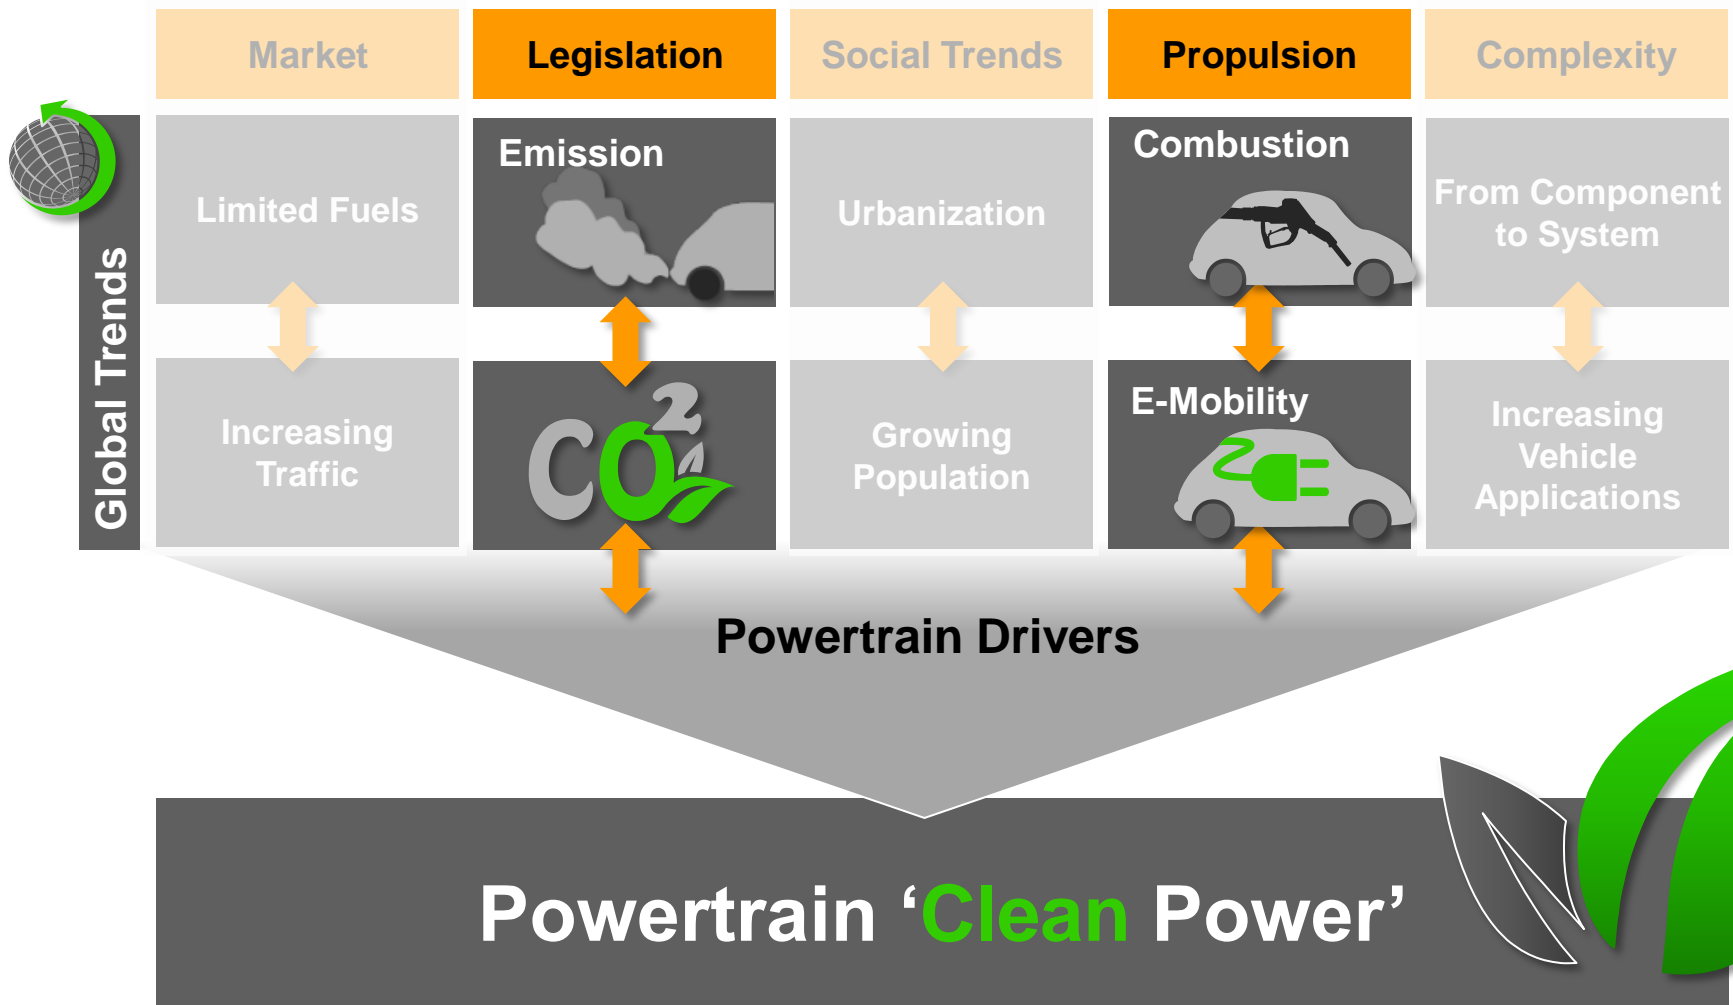 Market
Legislation
Social Trends
Propulsion
Complexity
Global Trends
Limited Fuels
Emission
Urbanization
Combustion
From Component
to System
Increasing
Traffic
CO2
Growing
Population
E-Mobility
Increasing
Vehicle
Applications
Powertrain Drivers
Powertrain ‘Clean Power’